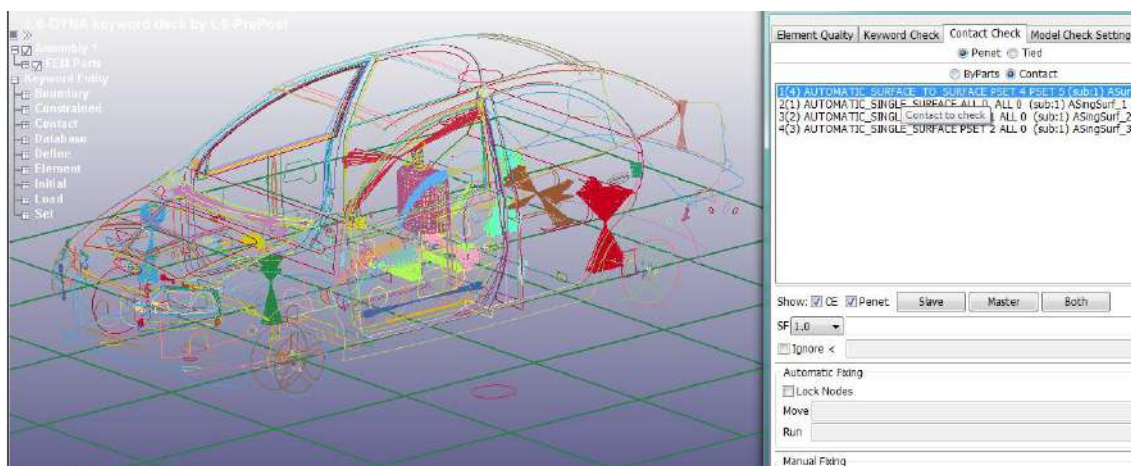 LS-DYNA keyword deck by LS-PrePost
Assembly 1
FEM Parts
Keyword Entity
Boundary
Constrained
Contact
Database
Define
Element
Initial
Load
Set
Element Quality Keyword Check Contact Check Model Check Setting
Penet Tied
ByParts Contact
1(4) AUTOMATIC_SURFACE_TO_SURFACE PSET 4 PSET 5 (sub:1) ASur
2(1) AUTOMATIC_SINGLE_SURFACE ALL 0 ALL 0 (sub:1) ASingSurf_1
3(2) AUTOMATIC_SINGL 1 ALL 0 (sub:1) ASingSurf_2
Contact to check
4(3) AUTOMATIC_SINGLE_SURFACE PSET 2 ALL 0 (sub:1) ASingSurf_3
Show: CE Penet Slave Master Both
SF 1.0
Ignore <
Automatic Fixing
Lock Nodes
Move
Run
Manual Fixing